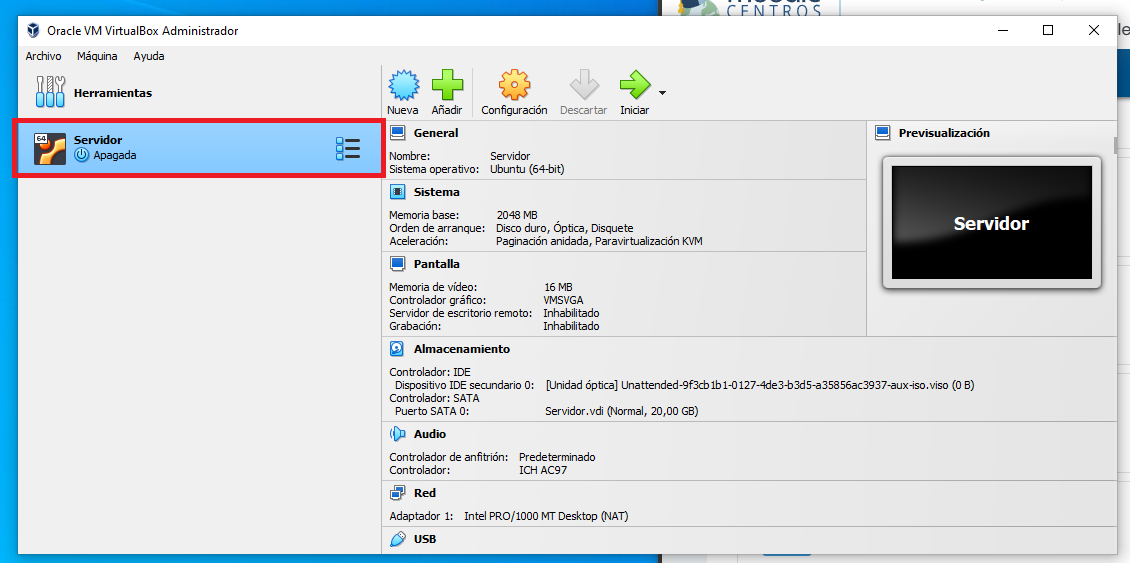 CENTROS
Oracle VM VirtualBox Administrador
Archivo Máquina Ayuda
Herramientas
Nueva Añadir Configuración Descartar Iniciar
64
Servidor
Apagada
General
Nombre: Servidor
Sistema operativo: Ubuntu (64-bit)
Sistema
Memoria base: 2048 MB
Orden de arranque: Disco duro, Óptica, Disquete
Aceleración: Paginación anidada, Paravirtualización KVM
Pantalla
Memoria de vídeo: 16 MB
Controlador gráfico: VMSVGA
Servidor de escritorio remoto: Inhabilitado
Grabación: Inhabilitado
Previsualización
Servidor
Almacenamiento
Controlador: IDE
Dispositivo IDE secundario 0: [Unidad óptica] Unattended-9f3cb1b1-0127-4de3-b3d5-a35856ac3937-aux-iso.viso (0 B)
Controlador: SATA
Puerto SATA 0: Servidor.vdi (Normal, 20,00 GB)
Audio
Controlador de anfitrión: Predeterminado
Controlador: ICH AC97
Red
Adaptador 1: Intel PRO/1000 MT Desktop (NAT)
USB